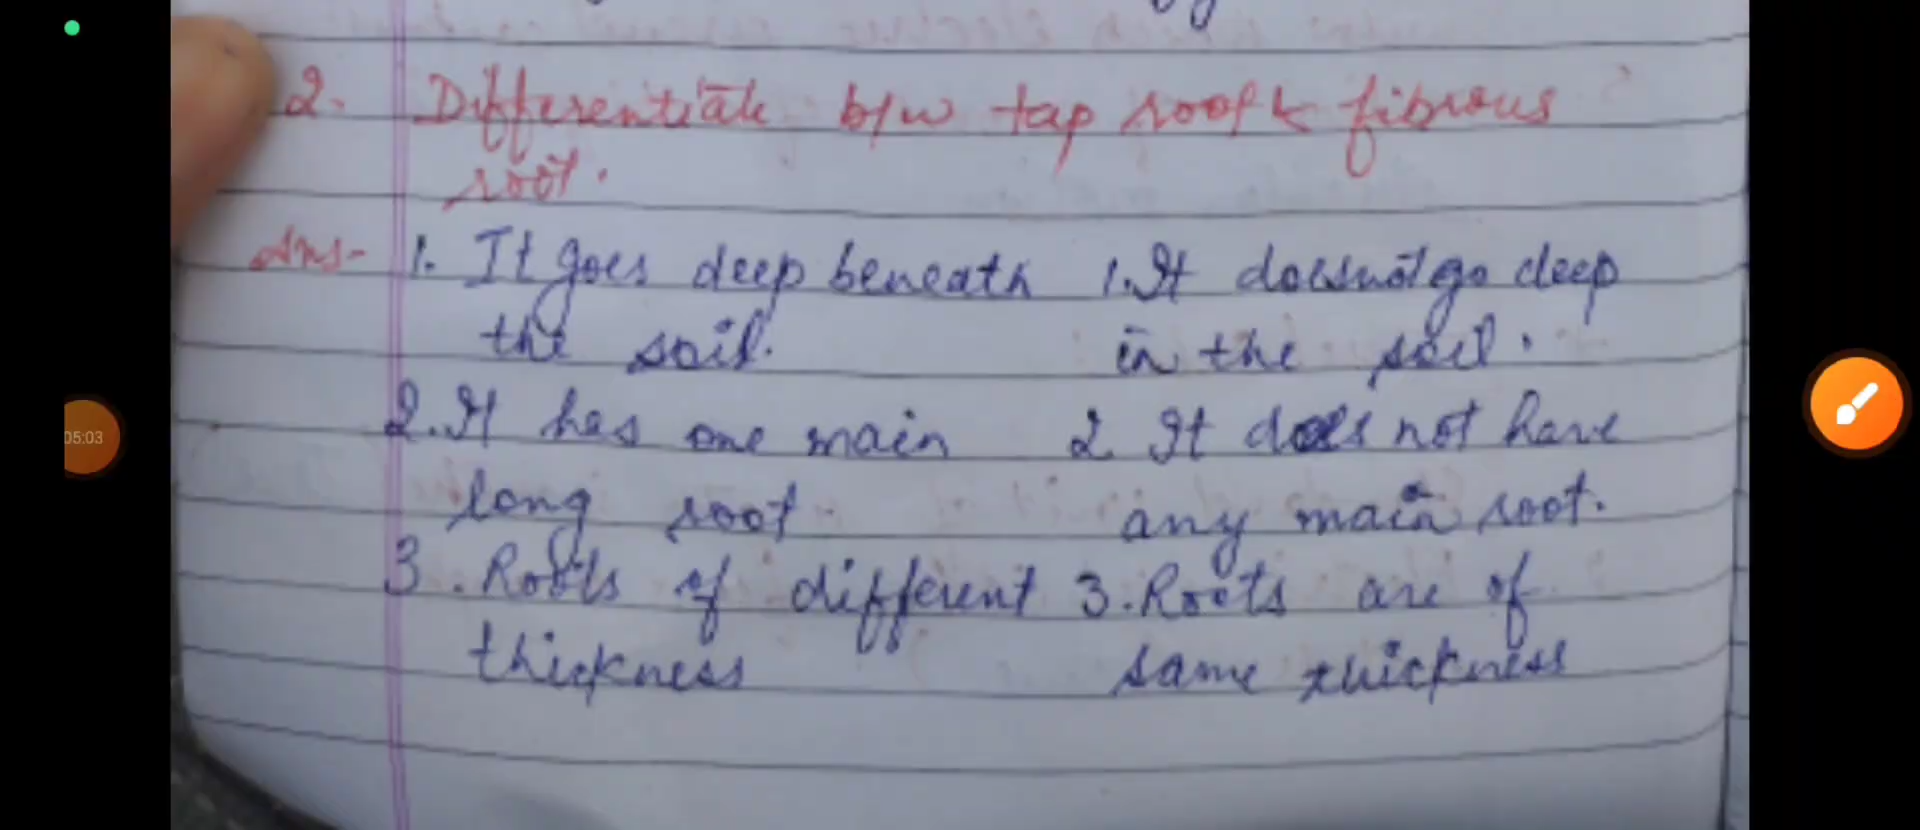 2. Differentiate b/w tap root & fibrous
root.
Ans- 1. It goes deep beneath 1. It doesnot go deep
the soil. in the soil.
2. It has one main 2 It does not have
long root any main root.
3. Roots of different 3. Roots are of
thickness same thickness
05:03